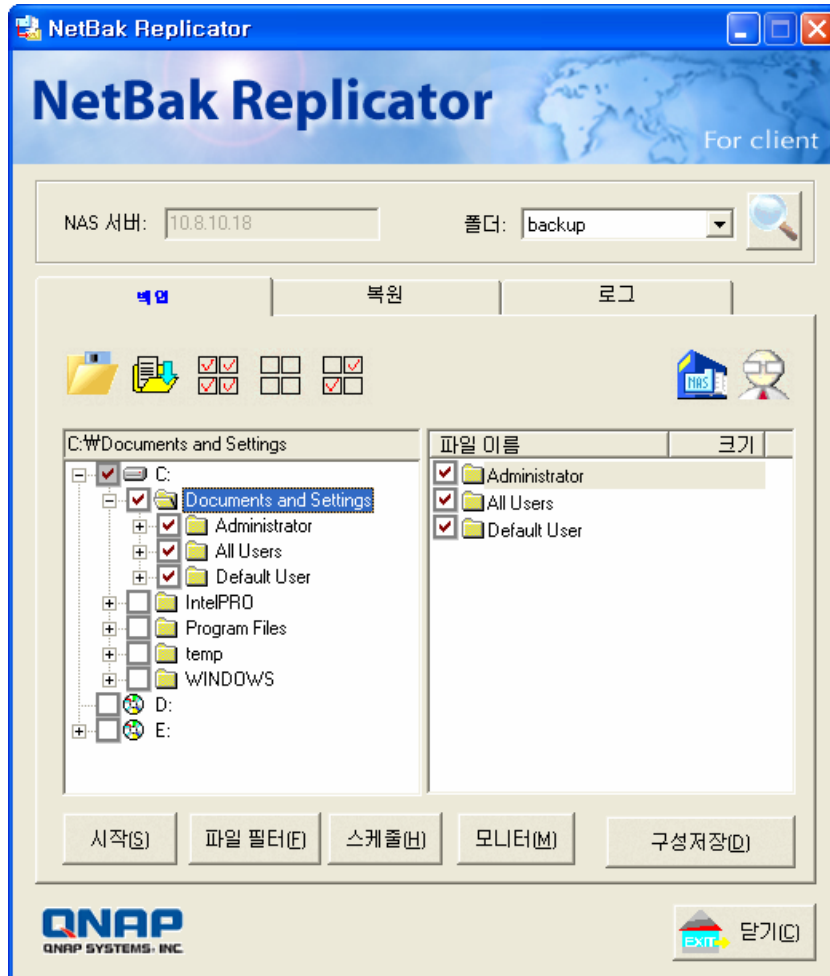 NetBak Replicator
NetBak Replicator
For client
NAS 서버: 10.8.10.18 폴더: backup
백업 복원 로그
NAS
C:₩Documents and Settings 파일 이름 크기
C:
Documents and Settings
Administrator
All Users
Default User
IntelPRO
Program Files
temp
WINDOWS
D:
E:
Administrator
All Users
Default User
시작(S) 파일 필터(F) 스케줄(H) 모니터(M) 구성저장(D)
QNAP
QNAP SYSTEMS, INC.
EXIT 닫기(C)